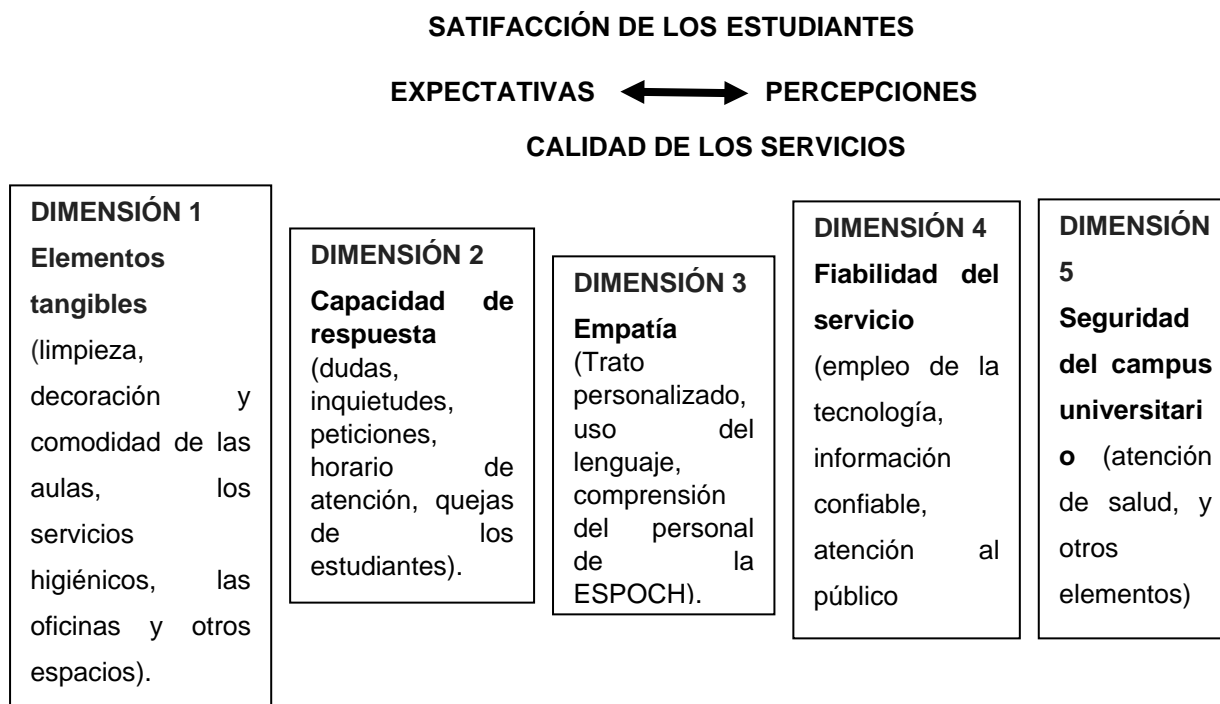 SATIFACCIÓN DE LOS ESTUDIANTES
EXPECTATIVAS PERCEPCIONES
CALIDAD DE LOS SERVICIOS
DIMENSIÓN 1
Elementos
tangibles
(limpieza,
decoración y
comodidad de las
aulas, los
servicios
higiénicos, las
oficinas y otros
espacios).
DIMENSIÓN 2
Capacidad de
respuesta
(dudas,
inquietudes,
peticiones,
horario de
atención, quejas
de los
estudiantes).
DIMENSIÓN 3
Empatía
(Trato
personalizado,
uso del
lenguaje,
comprensión
del personal
de la
ESPOCH).
DIMENSIÓN 4
Fiabilidad del
servicio
(empleo de la
tecnología,
información
confiable,
atención al
público
DIMENSIÓN
5
Seguridad
del campus
universitari
o (atención
de salud, y
otros
elementos)